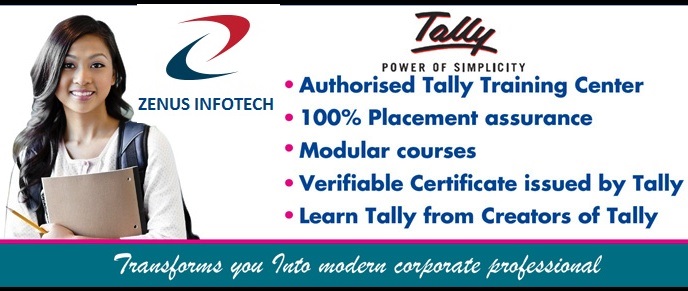 ZENUS INFOTECH
Tally
POWER OF SIMPLICITY
• Authorised Tally Training Center
• 100% Placement assurance
• Modular courses
• Verifiable Certificate issued by Tally
• Learn Tally from Creators of Tally
Transforms you Into modern corporate professional